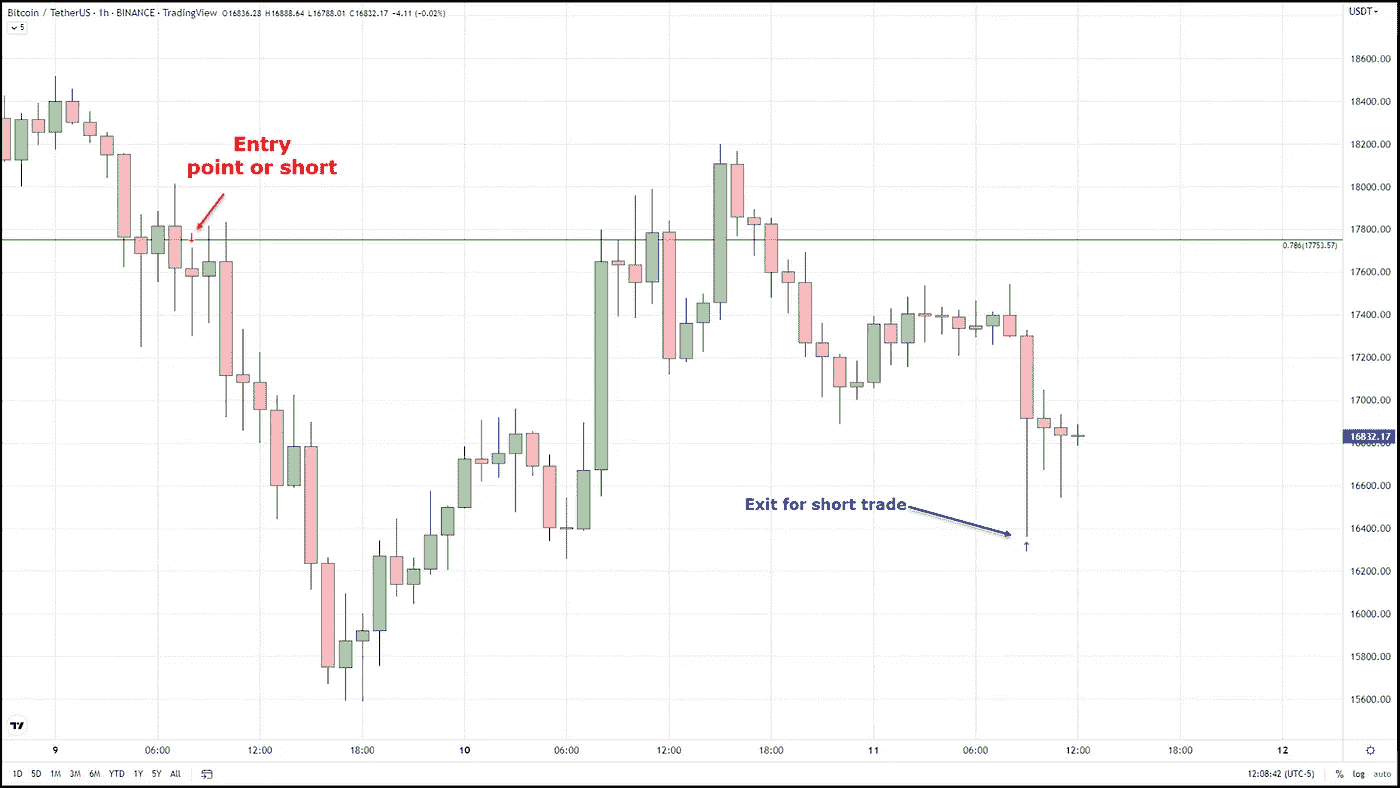 Bitcoin / TetherUS · 1h · BINANCE · TradingView O16836.28 H16888.64 L16788.01 C16832.17 -4.11 (-0.02%)
USDT
5
18600.00
18400.00
Entry
point or short
18200.00
18000.00
17800.00
0.786(17753.57)
17600.00
17400.00
17200.00
17000.00
16832.17
16600.00
Exit for short trade
16400.00
16200.00
16000.00
15800.00
15600.00
9 06:00 12:00 18:00 10 06:00 12:00 18:00 11 06:00 12:00 18:00 12
1D 5D 1M 3M 6M YTD 1Y 5Y All 12:08:42 (UTC-5) % log auto